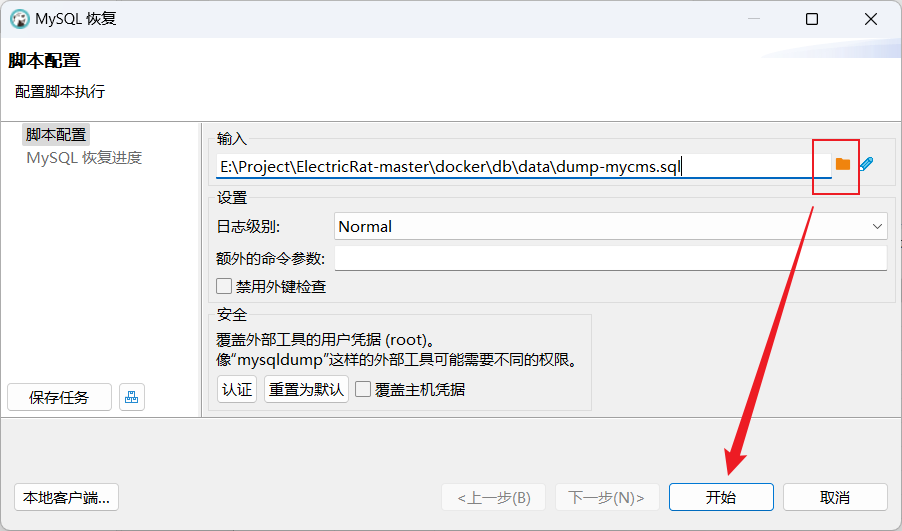 MySQL 恢复
脚本配置
配置脚本执行
脚本配置
MySQL 恢复进度
输入
E:\Project\ElectricRat-master\docker\db\data\dump-mycms.sql
设置
日志级别:
Normal
额外的命令参数:
禁用外键检查
安全
覆盖外部工具的用户凭据 (root)。
像“mysqldump”这样的外部工具可能需要不同的权限。
认证
重置为默认
覆盖主机凭据
保存任务
本地客户端...
<上一步(B)
下一步(N)>
开始
取消